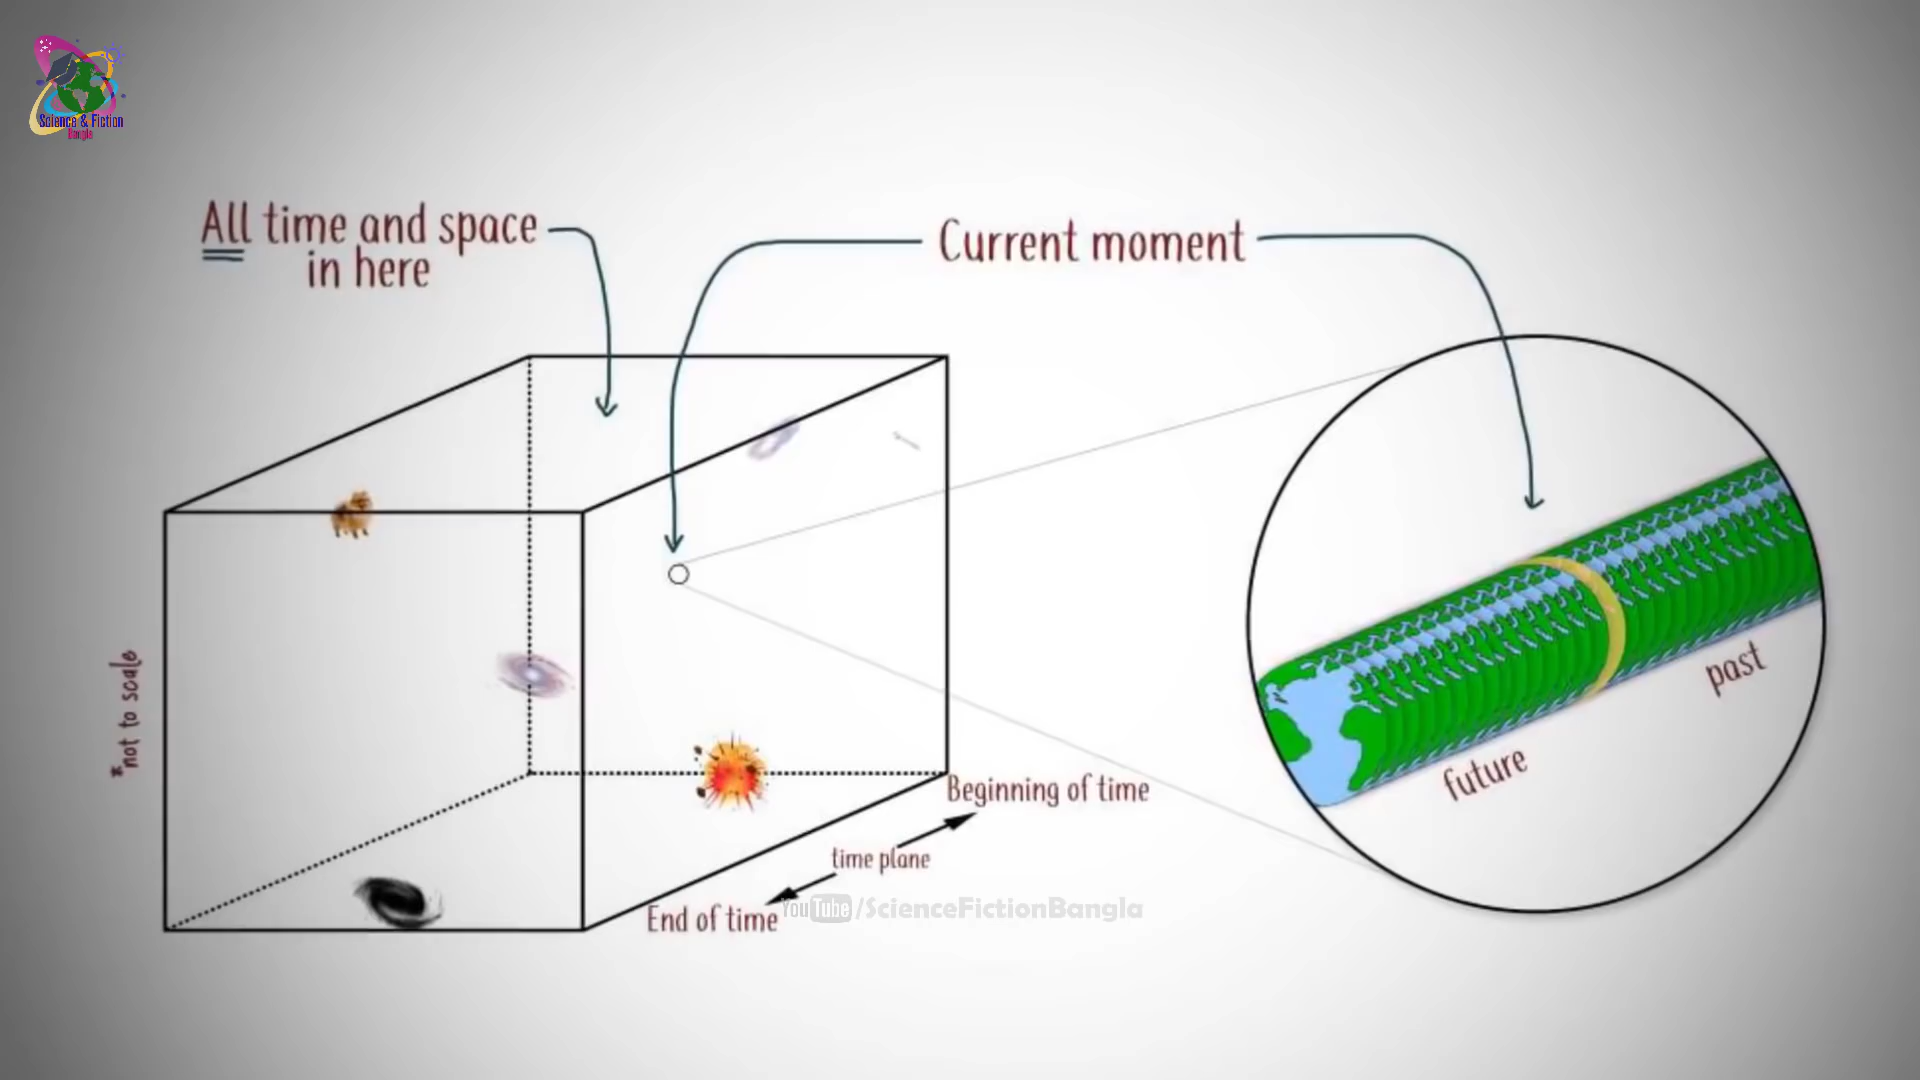 Science & Fiction
Bangla
All time and space
in here
Current moment
*not to scale
past
future
Beginning of time
time plane
End of time
YouTube/ScienceFictionBangla